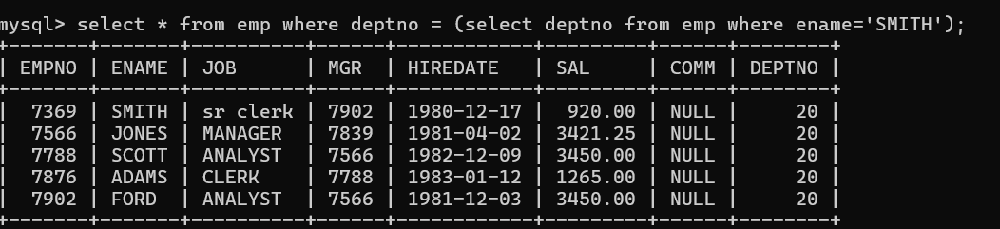 mysql> select * from emp where deptno = (select deptno from emp where ename='SMITH');
+-------+-------+----------+------+------------+---------+------+--------+
| EMPNO | ENAME | JOB      | MGR  | HIREDATE   | SAL     | COMM | DEPTNO |
+-------+-------+----------+------+------------+---------+------+--------+
|  7369 | SMITH | sr clerk | 7902 | 1980-12-17 |  920.00 | NULL |     20 |
|  7566 | JONES | MANAGER  | 7839 | 1981-04-02 | 3421.25 | NULL |     20 |
|  7788 | SCOTT | ANALYST  | 7566 | 1982-12-09 | 3450.00 | NULL |     20 |
|  7876 | ADAMS | CLERK    | 7788 | 1983-01-12 | 1265.00 | NULL |     20 |
|  7902 | FORD  | ANALYST  | 7566 | 1981-12-03 | 3450.00 | NULL |     20 |
+-------+-------+----------+------+------------+---------+------+--------+